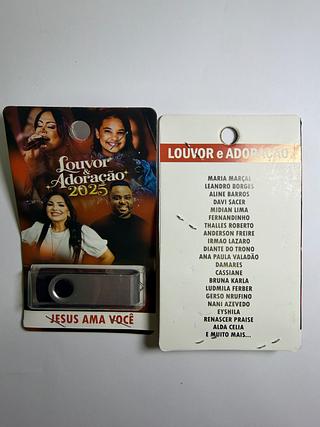 Louvor
& Adoração
2025
JESUS AMA VOCÊ
LOUVOR e ADORAÇÃO
MARIA MARÇAL
LEANDRO BORGES
ALINE BARROS
DAVI SACER
MIDIAN LIMA
FERNANDINHO
THALLES ROBERTO
ANDERSON FREIRE
IRMAO LAZARO
DIANTE DO TRONO
ANA PAULA VALADÃO
DAMARES
CASSIANE
BRUNA KARLA
LUDMILA FERBER
GERSO NRUFINO
NANI AZEVEDO
EYSHILA
RENASCER PRAISE
ALDA CELIA
E MUITO MAIS...